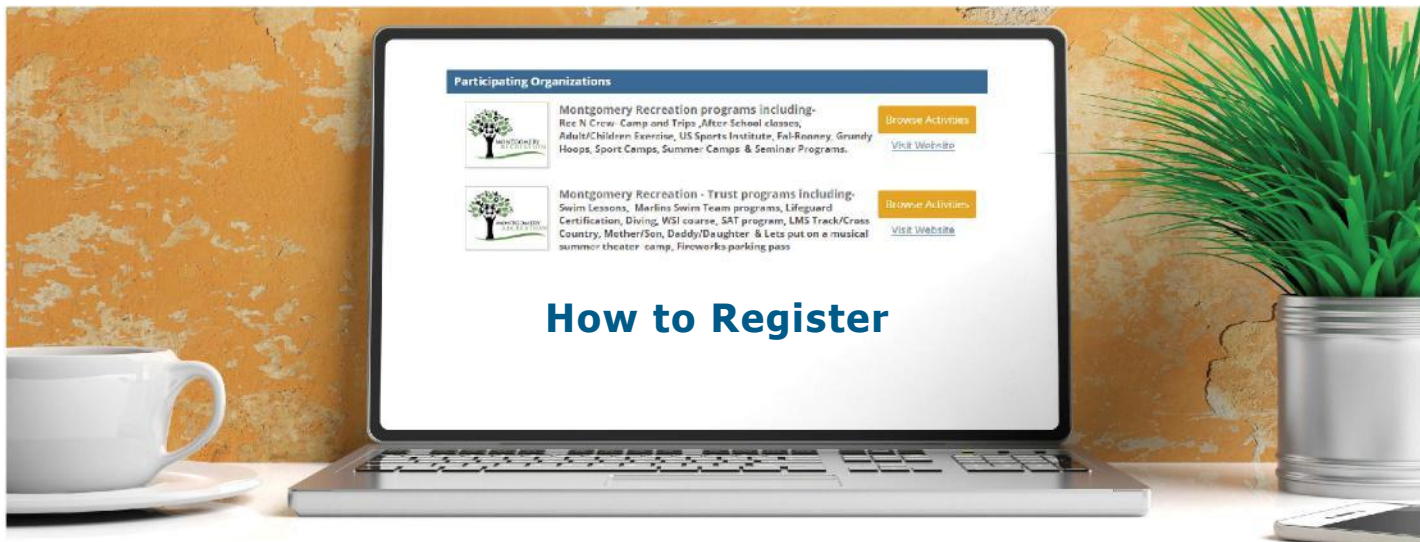 Participating Organizations
Montgomery Recreation programs including-
Rec N Crew- Camp and Trips ,After School classes,
Adult/Children Exercise, US Sports Institute, Fal-Rooney, Grundy
Hoops, Sport Camps, Summer Camps & Seminar Programs.
Browse Activities
Visit Website
MONTGOMERY
RECREATION
Montgomery Recreation - Trust programs including-
Swim Lessons, Marlins Swim Team programs, Lifeguard
Certification, Diving, WSI course, SAT program, LMS Track/Cross
Country, Mother/Son, Daddy/Daughter & Lets put on a musical
summer theater camp, Fireworks parking pass
Browse Activities
Visit Website
MONTGOMERY
RECREATION
How to Register